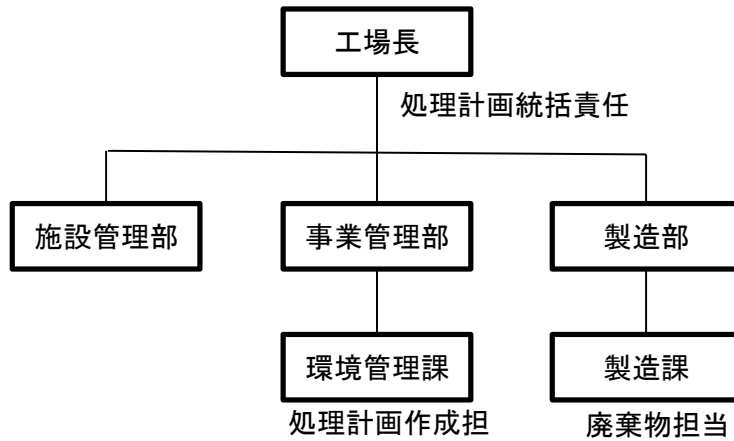 工場長
処理計画統括責任
施設管理部
事業管理部
製造部
環境管理課
製造課
処理計画作成担
廃棄物担当